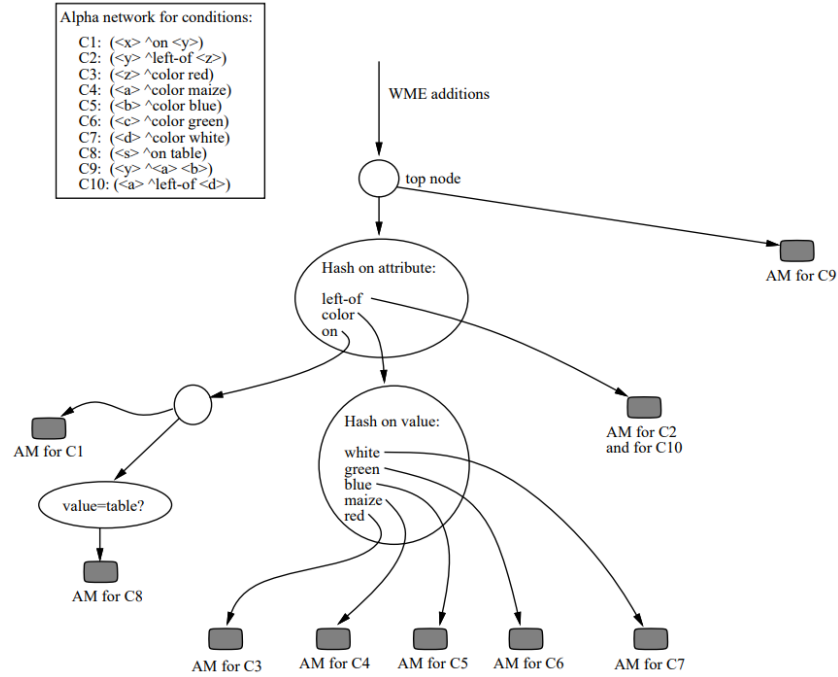 Alpha network for conditions:
C1: (<x> ^on <y>)
C2: (<y> ^left-of <z>)
C3: (<z> ^color red)
C4: (<a> ^color maize)
C5: (<b> ^color blue)
C6: (<c> ^color green)
C7: (<d> ^color white)
C8: (<s> ^on table)
C9: (<y> ^<a> <b>)
C10: (<a> ^left-of <d>)
WME additions
top node
AM for C9
Hash on attribute:
left-of
color
on
AM for C1
AM for C2
and for C10
Hash on value:
white
green
blue
maize
red
value=table?
AM for C8
AM for C3
AM for C4
AM for C5
AM for C6
AM for C7